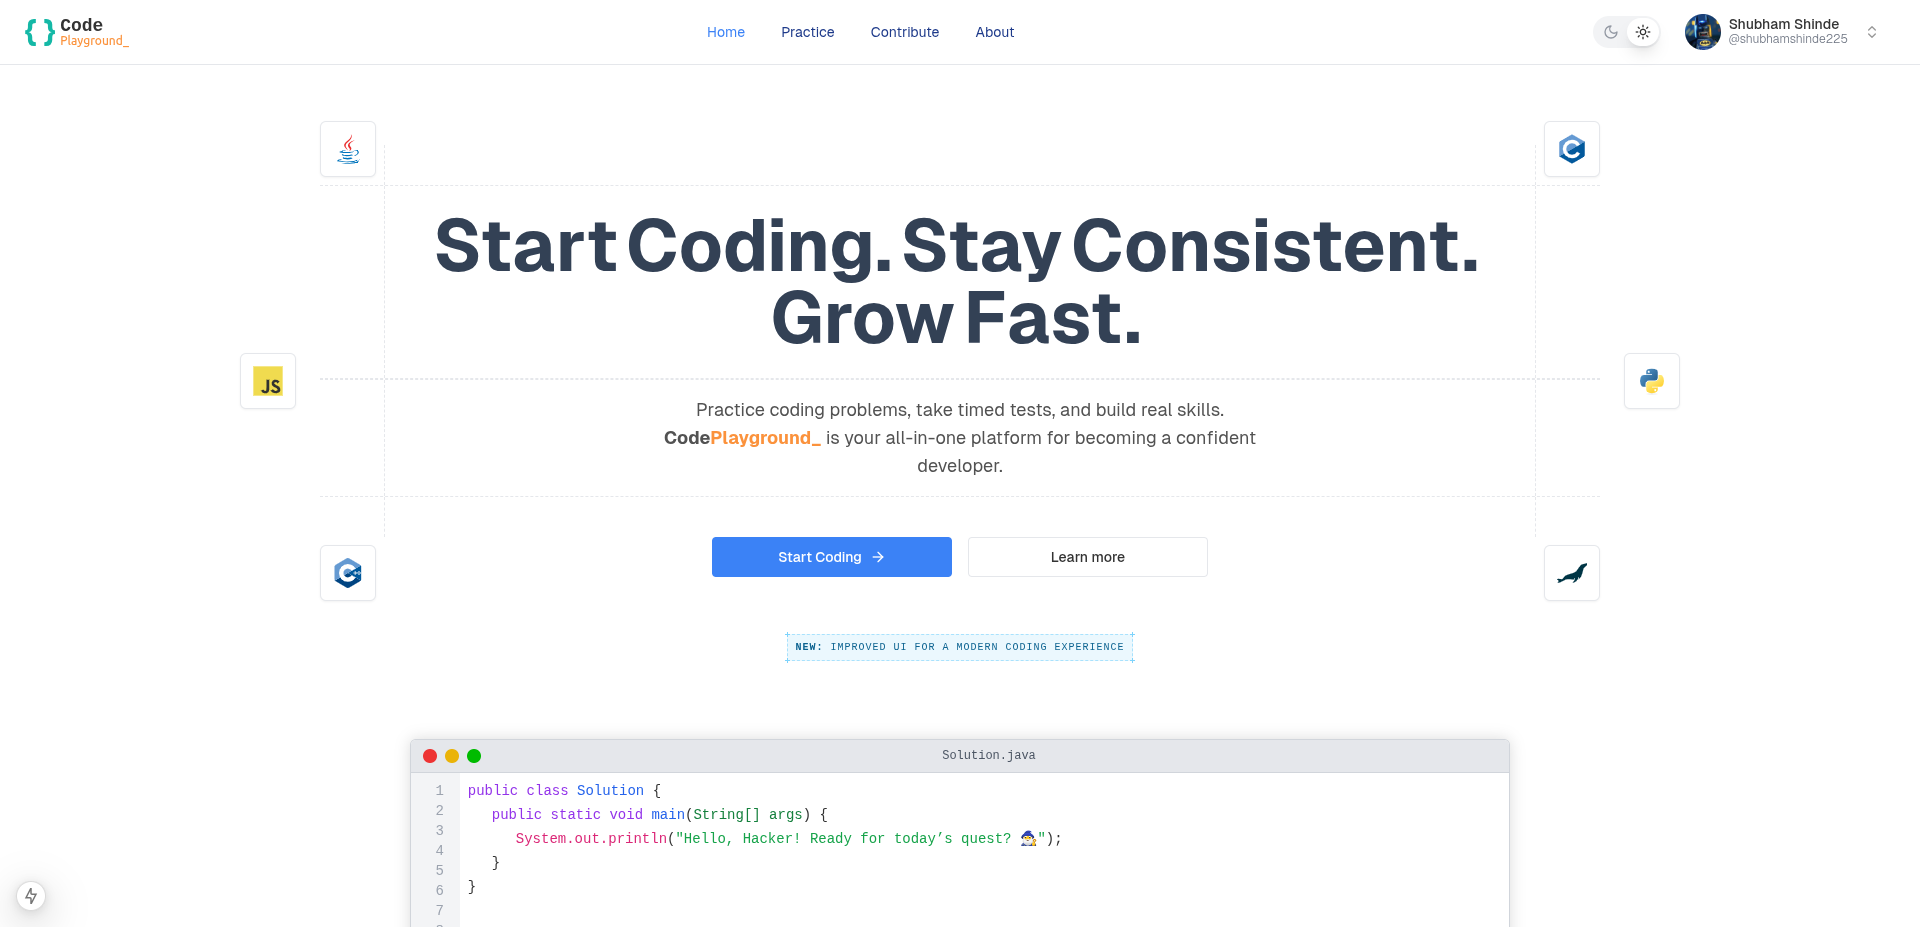 { } Code
Playground_
Home
Practice
Contribute
About
Shubham Shinde
@shubhamshinde225
Start Coding. Stay Consistent.
Grow Fast.
JS
Practice coding problems, take timed tests, and build real skills.
CodePlayground_ is your all-in-one platform for becoming a confident
developer.
Start Coding →
Learn more
NEW: IMPROVED UI FOR A MODERN CODING EXPERIENCE
Solution.java
1 public class Solution {
2 public static void main(String[] args) {
3 System.out.println("Hello, Hacker! Ready for today’s quest? 🧙‍♂️");
4 }
5 }
6
7